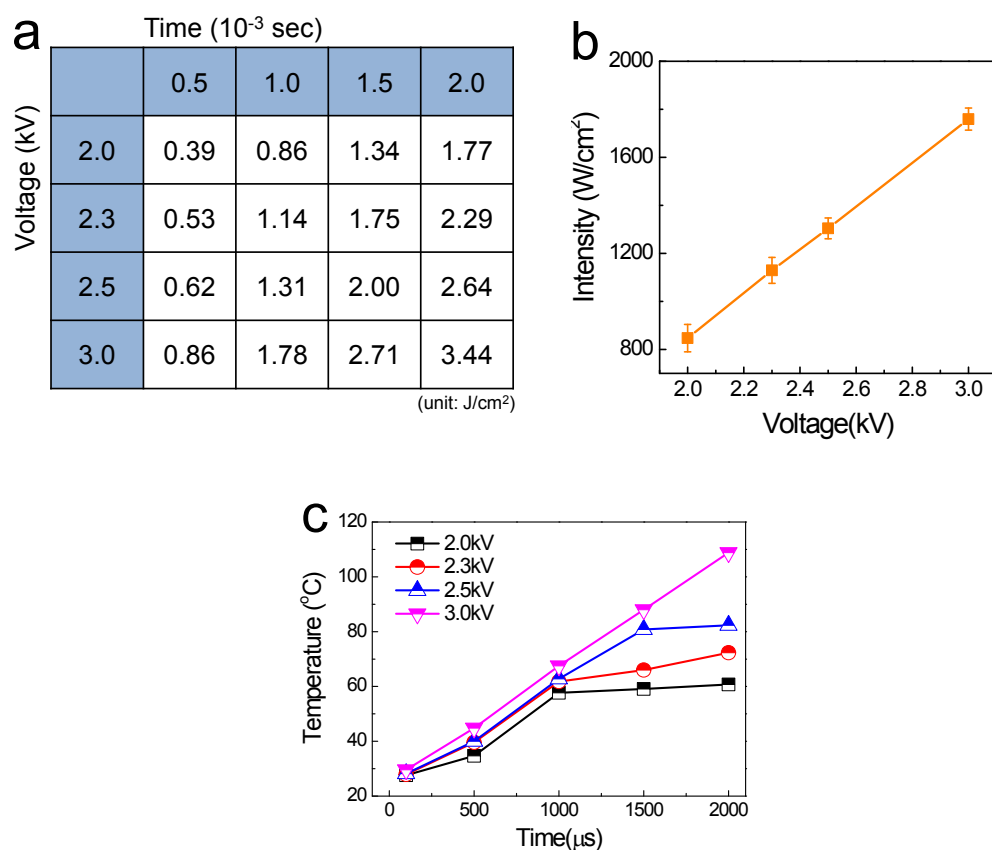 a
Time (10-3 sec)
Voltage (kV)
0.5 1.0 1.5 2.0
2.0 0.39 0.86 1.34 1.77
2.3 0.53 1.14 1.75 2.29
2.5 0.62 1.31 2.00 2.64
3.0 0.86 1.78 2.71 3.44
(unit: J/cm²)
b
Intensity (W/cm²)
2000
1600
1200
800
2.0 2.2 2.4 2.6 2.8 3.0
Voltage(kV)
c
Temperature (°C)
120
100
80
60
40
20
2.0kV
2.3kV
2.5kV
3.0kV
0 500 1000 1500 2000
Time(μs)